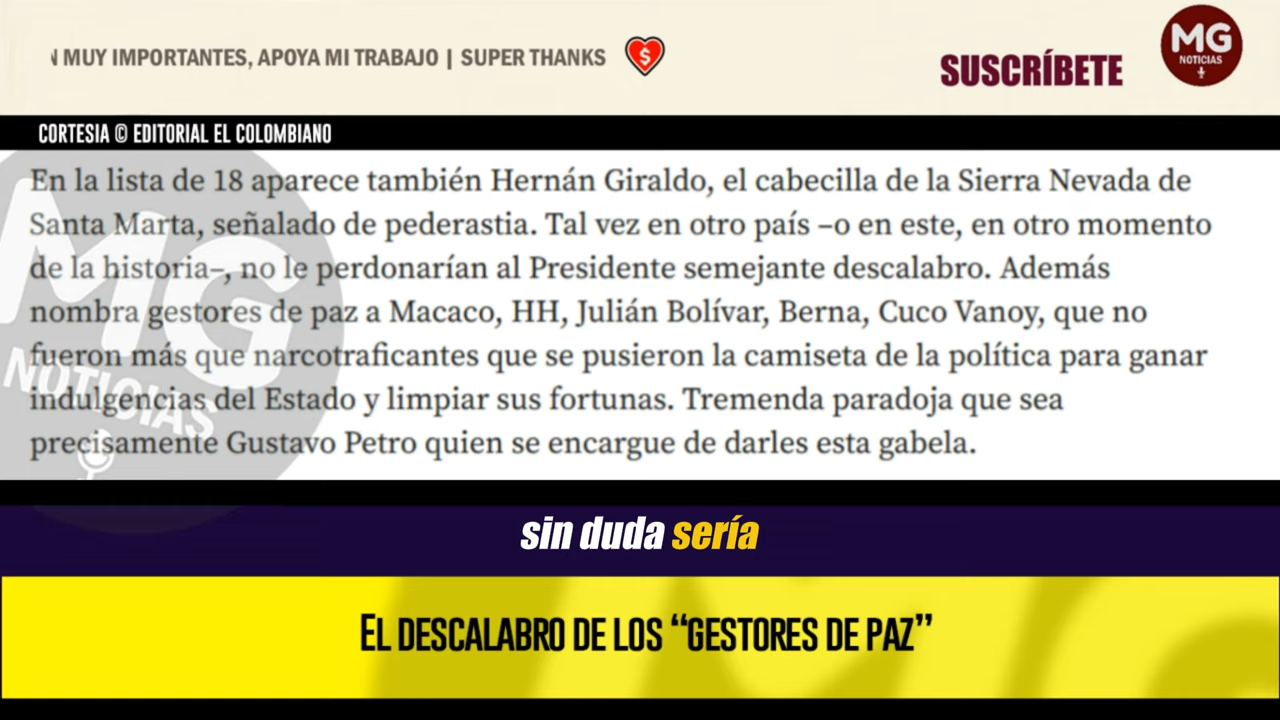 MUY IMPORTANTES, APOYA MI TRABAJO | SUPER THANKS
$
SUSCRÍBETE
MG
NOTICIAS
CORTESIA © EDITORIAL EL COLOMBIANO
En la lista de 18 aparece también Hernán Giraldo, el cabecilla de la Sierra Nevada de
Santa Marta, señalado de pederastia. Tal vez en otro país –o en este, en otro momento
de la historia–, no le perdonarían al Presidente semejante descalabro. Además
nombra gestores de paz a Macaco, HH, Julián Bolívar, Berna, Cuco Vanoy, que no
fueron más que narcotraficantes que se pusieron la camiseta de la política para ganar
indulgencias del Estado y limpiar sus fortunas. Tremenda paradoja que sea
precisamente Gustavo Petro quien se encargue de darles esta gabela.
MG
NOTICIAS
sin duda sería
EL DESCALABRO DE LOS “GESTORES DE PAZ”